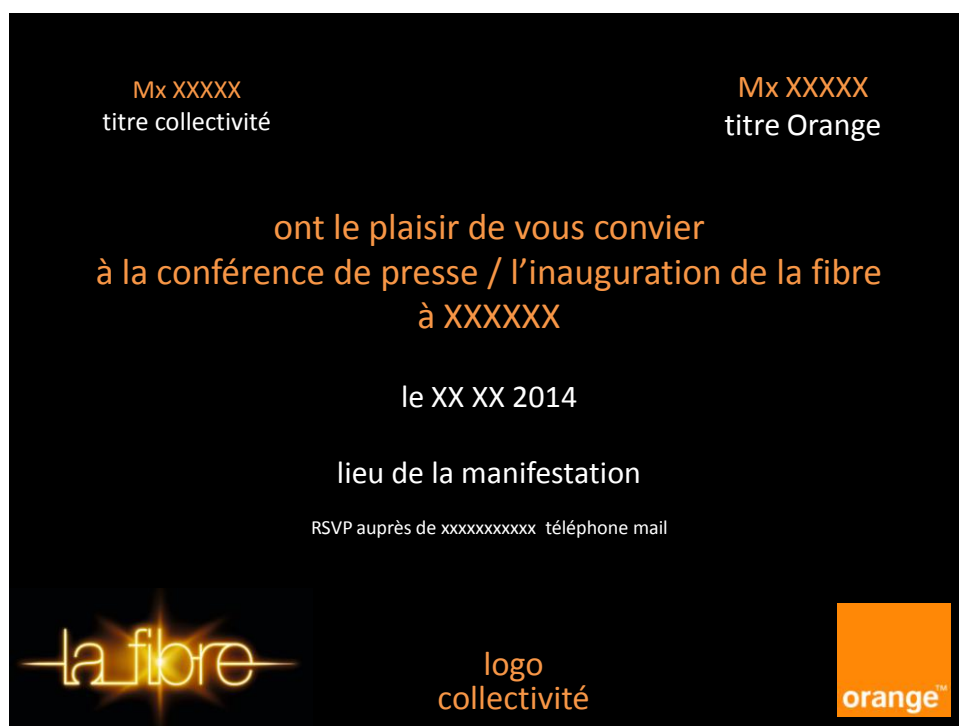 Mx XXXXX
titre collectivité
Mx XXXXX
titre Orange
ont le plaisir de vous convier
à la conférence de presse / l’inauguration de la fibre
à XXXXXX
le XX XX 2014
lieu de la manifestation
RSVP auprès de xxxxxxxxxxx téléphone mail
la fibre
logo
collectivité
orange™